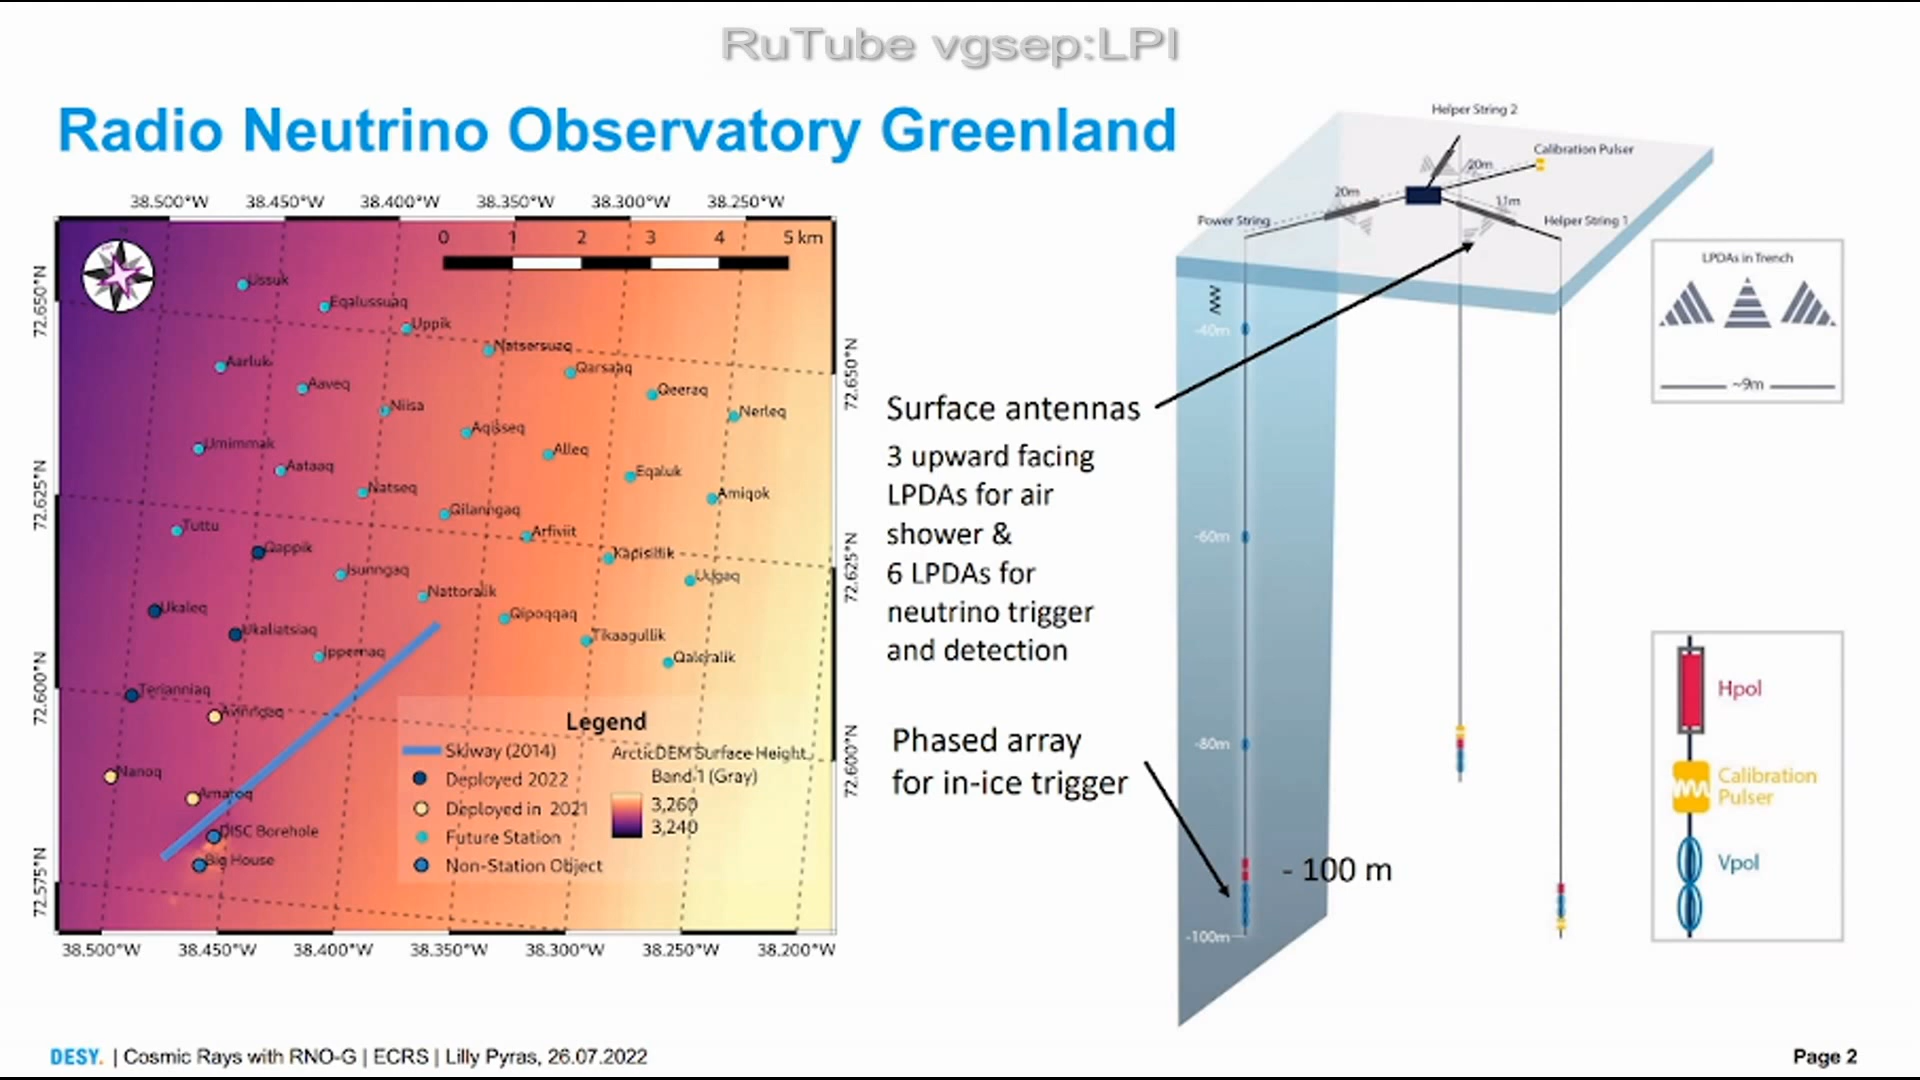 RuTube vgsep:LPI
Radio Neutrino Observatory Greenland
38.500°W 38.450°W 38.400°W 38.350°W 38.300°W 38.250°W
0 1 2 3 4 5 km
72.650°N
72.625°N
72.600°N
72.575°N
Ussuk
Eqalussuaq
Uppik
Natsersuaq
Qarsaaq
Qeeraq
Nerleq
Aarluk
Aaveq
Niisa
Aqisseq
Alleq
Eqaluk
Amiqok
Umimmak
Aataaq
Natseq
Qilanngaq
Arfiviit
Kapisillik
Uugaq
Tuttu
Qappik
Isunngaq
Nattoralik
Qipoqqaq
Tikaagullik
Qaleralik
Ukaleq
Ukaliatsiaq
Ippernaq
Terianniaq
Avinngaq
Nanoq
Amaroq
DISC Borehole
Big House
Legend
Skiway (2014)
Deployed 2022
Deployed in 2021
Future Station
Non-Station Object
ArcticDEM Surface Height
Band 1 (Gray)
3,260
3,240
72.650°N
72.625°N
72.600°N
38.500°W 38.450°W 38.400°W 38.350°W 38.300°W 38.250°W 38.200°W
Surface antennas
3 upward facing
LPDAs for air
shower &
6 LPDAs for
neutrino trigger
and detection
Phased array
for in-ice trigger
Helper String 2
Calibration Pulser
20m
20m
11m
Power String
Helper String 1
-40m
-60m
-80m
-100m
- 100 m
LPDAs in Trench
~9m
Hpol
Calibration
Pulser
Vpol
DESY. | Cosmic Rays with RNO-G | ECRS | Lilly Pyras, 26.07.2022
Page 2